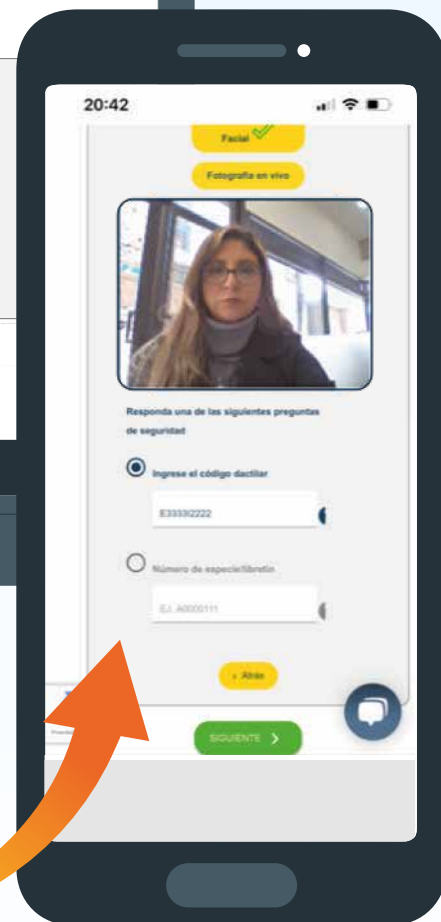 20:42
Facial
Fotografía en vivo
Responda una de las siguientes preguntas
de seguridad
Ingrese el código dactilar
E3333I2222
Número de especie/libretín
EJ. A0000111
‹ Atrás
SIGUIENTE